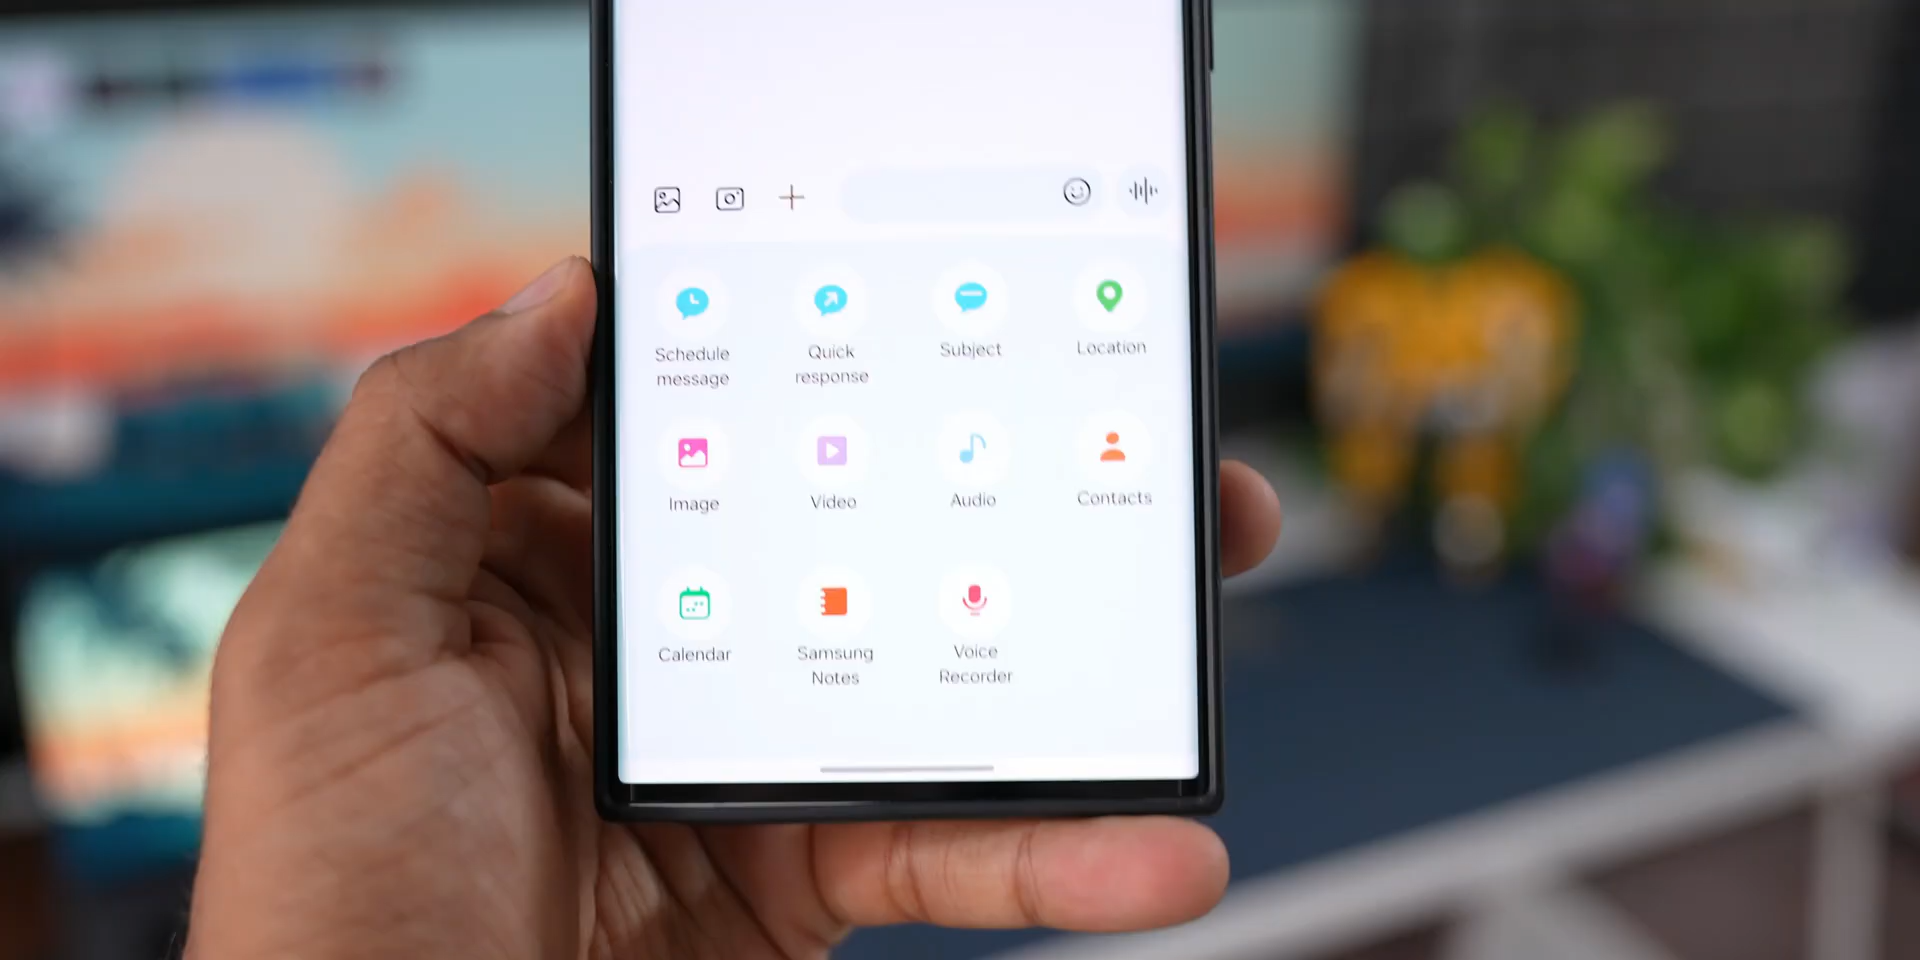 Schedule
message
Quick
response
Subject
Location
Image
Video
Audio
Contacts
Calendar
Samsung
Notes
Voice
Recorder